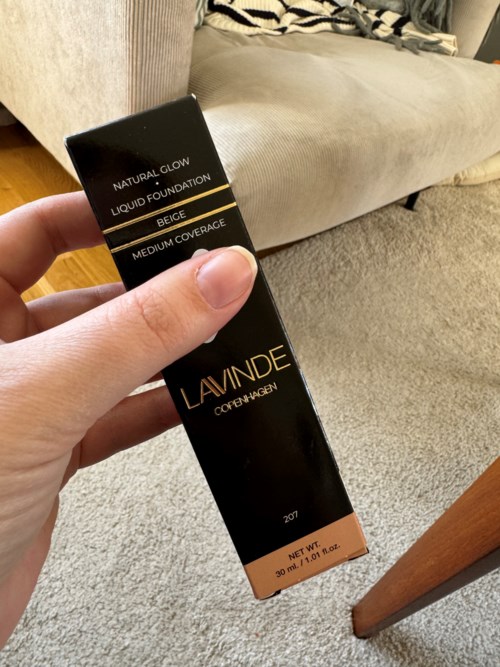 NATURAL GLOW
•
LIQUID FOUNDATION
BEIGE
MEDIUM COVERAGE
LAVINDE
COPENHAGEN
207
NET WT.
30 ml. / 1.01 fl.oz.